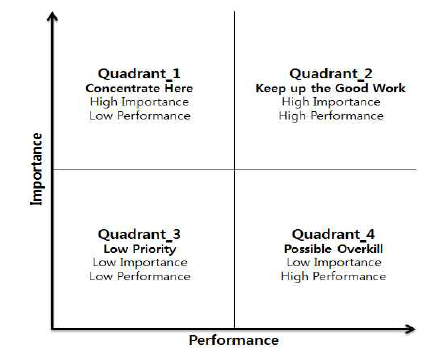 Importance
Quadrant_1
Concentrate Here
High Importance
Low Performance
Quadrant_2
Keep up the Good Work
High Importance
High Performance
Quadrant_3
Low Priority
Low Importance
Low Performance
Quadrant_4
Possible Overkill
Low Importance
High Performance
Performance